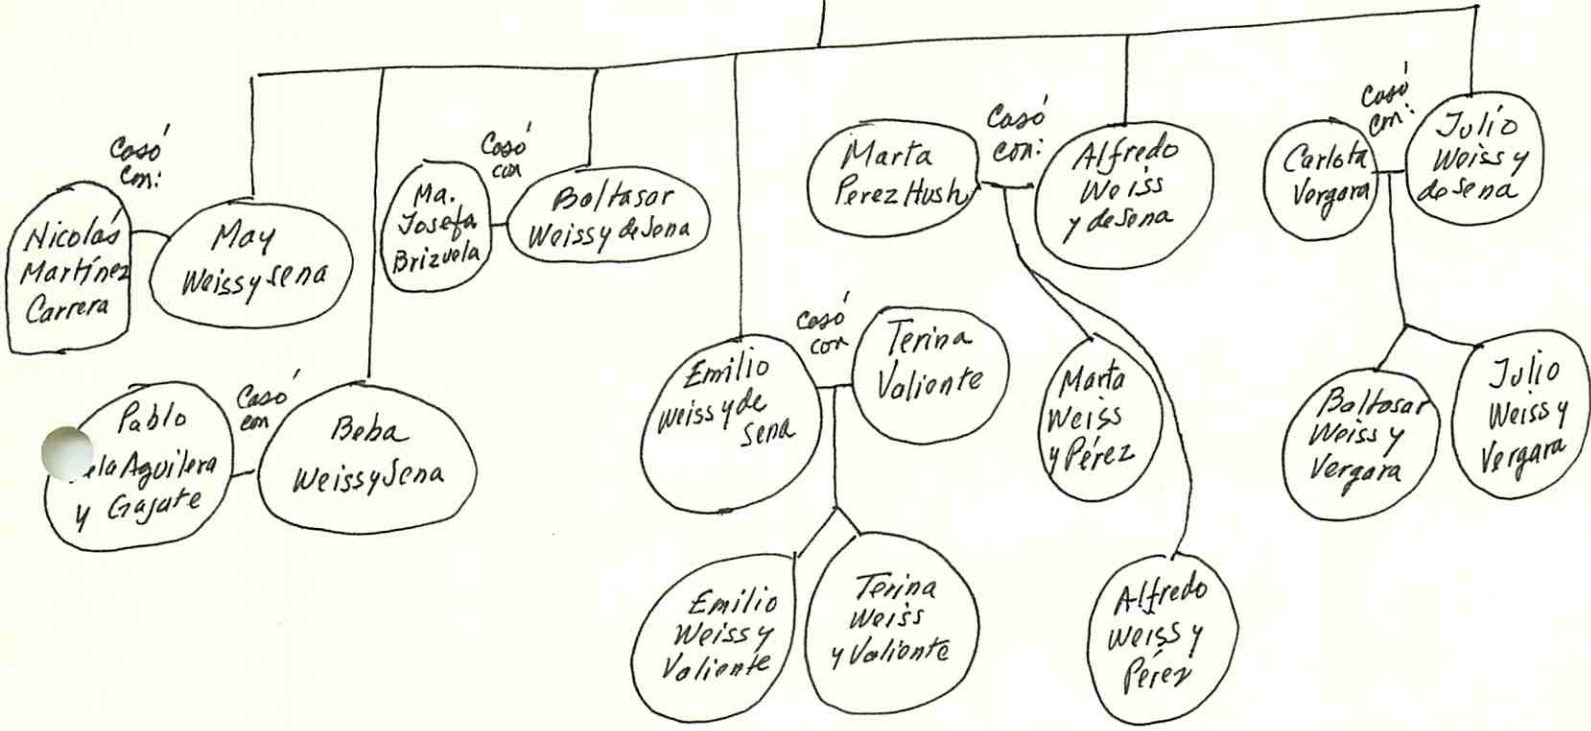 Casó
con:
Nicolás
Martínez
Carrera
May
Weiss y Sena
Casó
con
Ma.
Josefa
Brizuela
Baltasar
Weiss y de Sena
Marta
Perez Hush
Casó
con:
Alfredo
Weiss
y de Sena
Carlota
Vergara
Casó
con:
Julio
Weiss y
de Sena
Pablo
ela Aguilera
y Gajate
Casó
con
Beba
Weiss y Sena
Emilio
Weiss y de
Sena
Casó
con
Terina
Valiente
Marta
Weiss
y Pérez
Baltasar
Weiss y
Vergara
Julio
Weiss y
Vergara
Emilio
Weiss y
Valiente
Terina
Weiss
y Valiente
Alfredo
Weiss y
Pérez